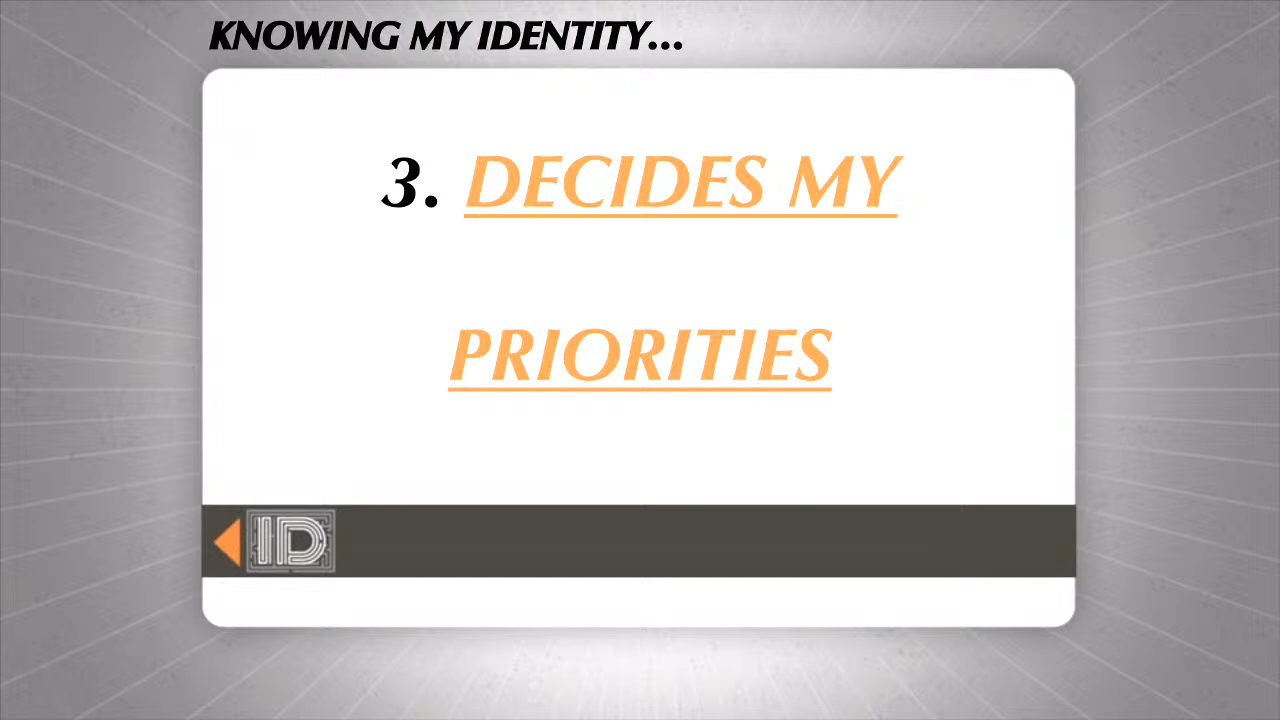 KNOWING MY IDENTITY...
3. DECIDES MY
PRIORITIES
ID